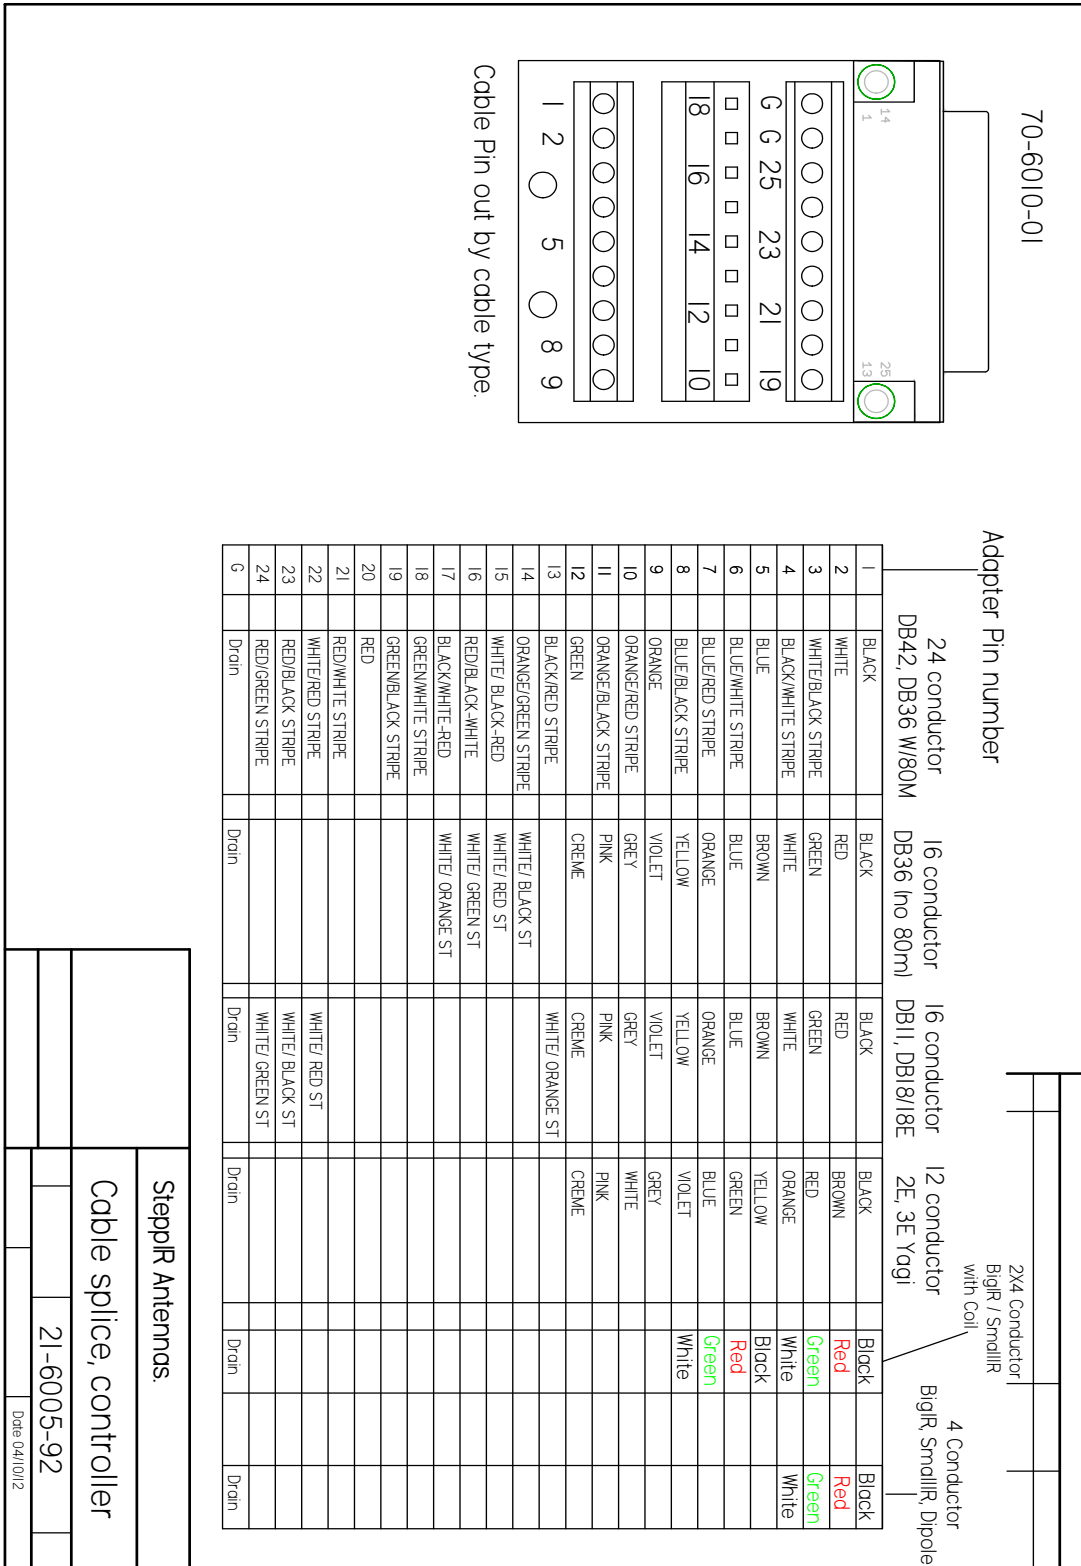 70-6010-01
14
1
25
13
G G 25 23 21 19
18 16 14 12 10
1 2 5 8 9
Cable Pin out by cable type.
Adapter Pin number
24 conductor
DB42, DB36 W/80M
16 conductor
DB36 (no 80m)
16 conductor
DB11, DB18/18E
12 conductor
2E, 3E Yagi
2X4 Conductor
BigIR / SmallIR
with Coil
4 Conductor
BigIR, SmallIR, Dipole
1 BLACK BLACK BLACK BLACK Black Black
2 WHITE RED RED BROWN Red Red
3 WHITE/BLACK STRIPE GREEN GREEN RED Green Green
4 BLACK/WHITE STRIPE WHITE WHITE ORANGE White White
5 BLUE BROWN BROWN YELLOW Black
6 BLUE/WHITE STRIPE BLUE BLUE GREEN Red
7 BLUE/RED STRIPE ORANGE ORANGE BLUE Green
8 BLUE/BLACK STRIPE YELLOW YELLOW VIOLET White
9 ORANGE VIOLET VIOLET GREY
10 ORANGE/RED STRIPE GREY GREY WHITE
11 ORANGE/BLACK STRIPE PINK PINK PINK
12 GREEN CREME CREME CREME
13 BLACK/RED STRIPE WHITE/ ORANGE ST
14 ORANGE/GREEN STRIPE WHITE/ BLACK ST
15 WHITE/ BLACK-RED WHITE/ RED ST
16 RED/BLACK-WHITE WHITE/ GREEN ST
17 BLACK/WHITE-RED WHITE/ ORANGE ST
18 GREEN/WHITE STRIPE
19 GREEN/BLACK STRIPE
20 RED
21 RED/WHITE STRIPE
22 WHITE/RED STRIPE WHITE/ RED ST
23 RED/BLACK STRIPE WHITE/ BLACK ST
24 RED/GREEN STRIPE WHITE/ GREEN ST
G Drain Drain Drain Drain Drain Drain
SteppIR Antennas.
Cable splice, controller
21-6005-92
Date 04/10/12